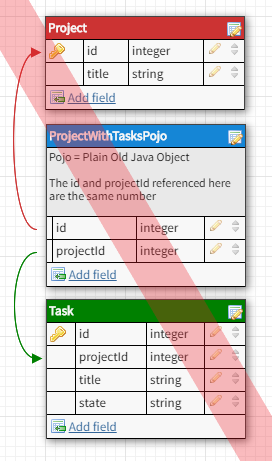 Project
id integer
title string
Add field
ProjectWithTasksPojo
Pojo = Plain Old Java Object
The id and projectId referenced here
are the same number
id integer
projectId integer
Add field
Task
id integer
projectId integer
title string
state string
Add field